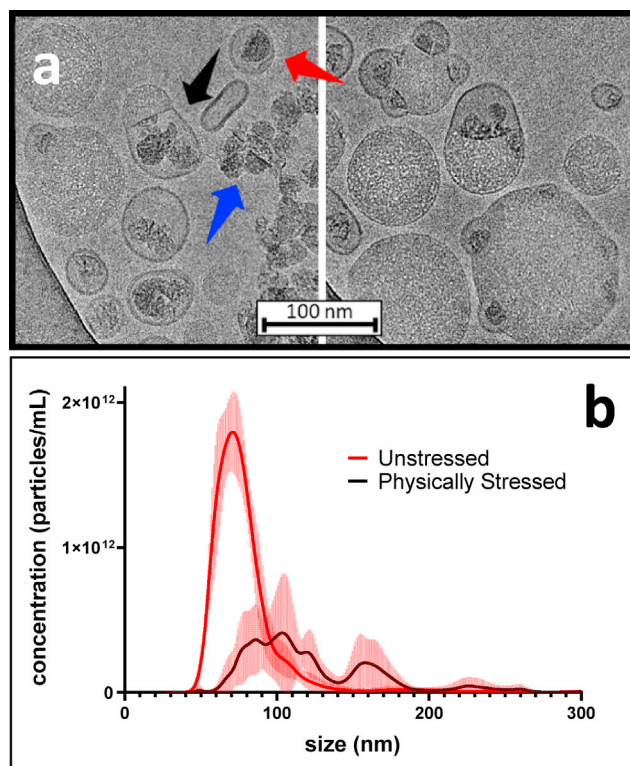 a
100 nm
b
2×10¹²
1×10¹²
0
concentration (particles/mL)
Unstressed
Physically Stressed
0
100
200
300
size (nm)